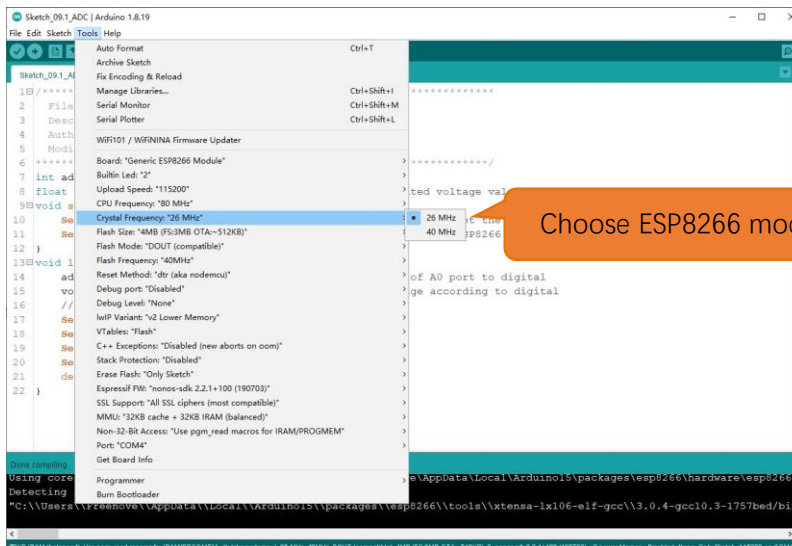 Sketch_09.1_ADC | Arduino 1.8.19
File Edit Sketch Tools Help
Auto Format Ctrl+T
Archive Sketch
Fix Encoding & Reload
Manage Libraries... Ctrl+Shift+I
Serial Monitor Ctrl+Shift+M
Serial Plotter Ctrl+Shift+L
WiFi101 / WiFiNINA Firmware Updater
Board: "Generic ESP8266 Module"
Builtin Led: "2"
Upload Speed: "115200"
CPU Frequency: "80 MHz"
Crystal Frequency: "26 MHz"
Flash Size: "4MB (FS:3MB OTA:~512KB)"
Flash Mode: "DOUT (compatible)"
Flash Frequency: "40MHz"
Reset Method: "dtr (aka nodemcu)"
Debug port: "Disabled"
Debug Level: "None"
lwIP Variant: "v2 Lower Memory"
VTables: "Flash"
C++ Exceptions: "Disabled (new aborts on oom)"
Stack Protection: "Disabled"
Erase Flash: "Only Sketch"
Espressif FW: "nonos-sdk 2.2.1+100 (190703)"
SSL Support: "All SSL ciphers (most compatible)"
MMU: "32KB cache + 32KB IRAM (balanced)"
Non-32-Bit Access: "Use pgm_read macros for IRAM/PROGMEM"
Port: "COM4"
Get Board Info
Programmer
Burn Bootloader
26 MHz
40 MHz
Choose ESP8266 mod
Sketch_09.1_A
1 /*****
2 File
3 Desc
4 Auth
5 Modi
6 ****** *************/
7 int ad
8 float ted voltage val
9 void s
10 Se
11 Se SP8266
12 }
13 void l
14 ad of A0 port to digital
15 vo ge according to digital
16 //
17 Se
18 Se
19 Se
20 Se
21 de
22 }
Done compiling
Using core e\AppData\Local\Arduino15\packages\esp8266\hardware\esp8266
Detecting
"C:\\Users\\Freenove\\AppData\\Local\\Arduino15\\packages\\esp8266\\tools\\xtensa-lx106-elf-gcc\\3.0.4-gcc10.3-1757bed/bi